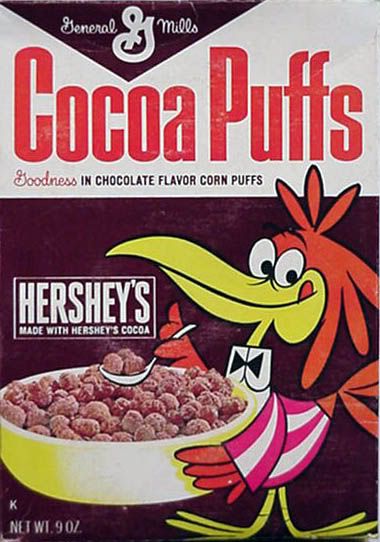 General G Mills
Cocoa Puffs
Goodness IN CHOCOLATE FLAVOR CORN PUFFS
HERSHEY'S
MADE WITH HERSHEY'S COCOA
K
NET WT. 9 OZ.